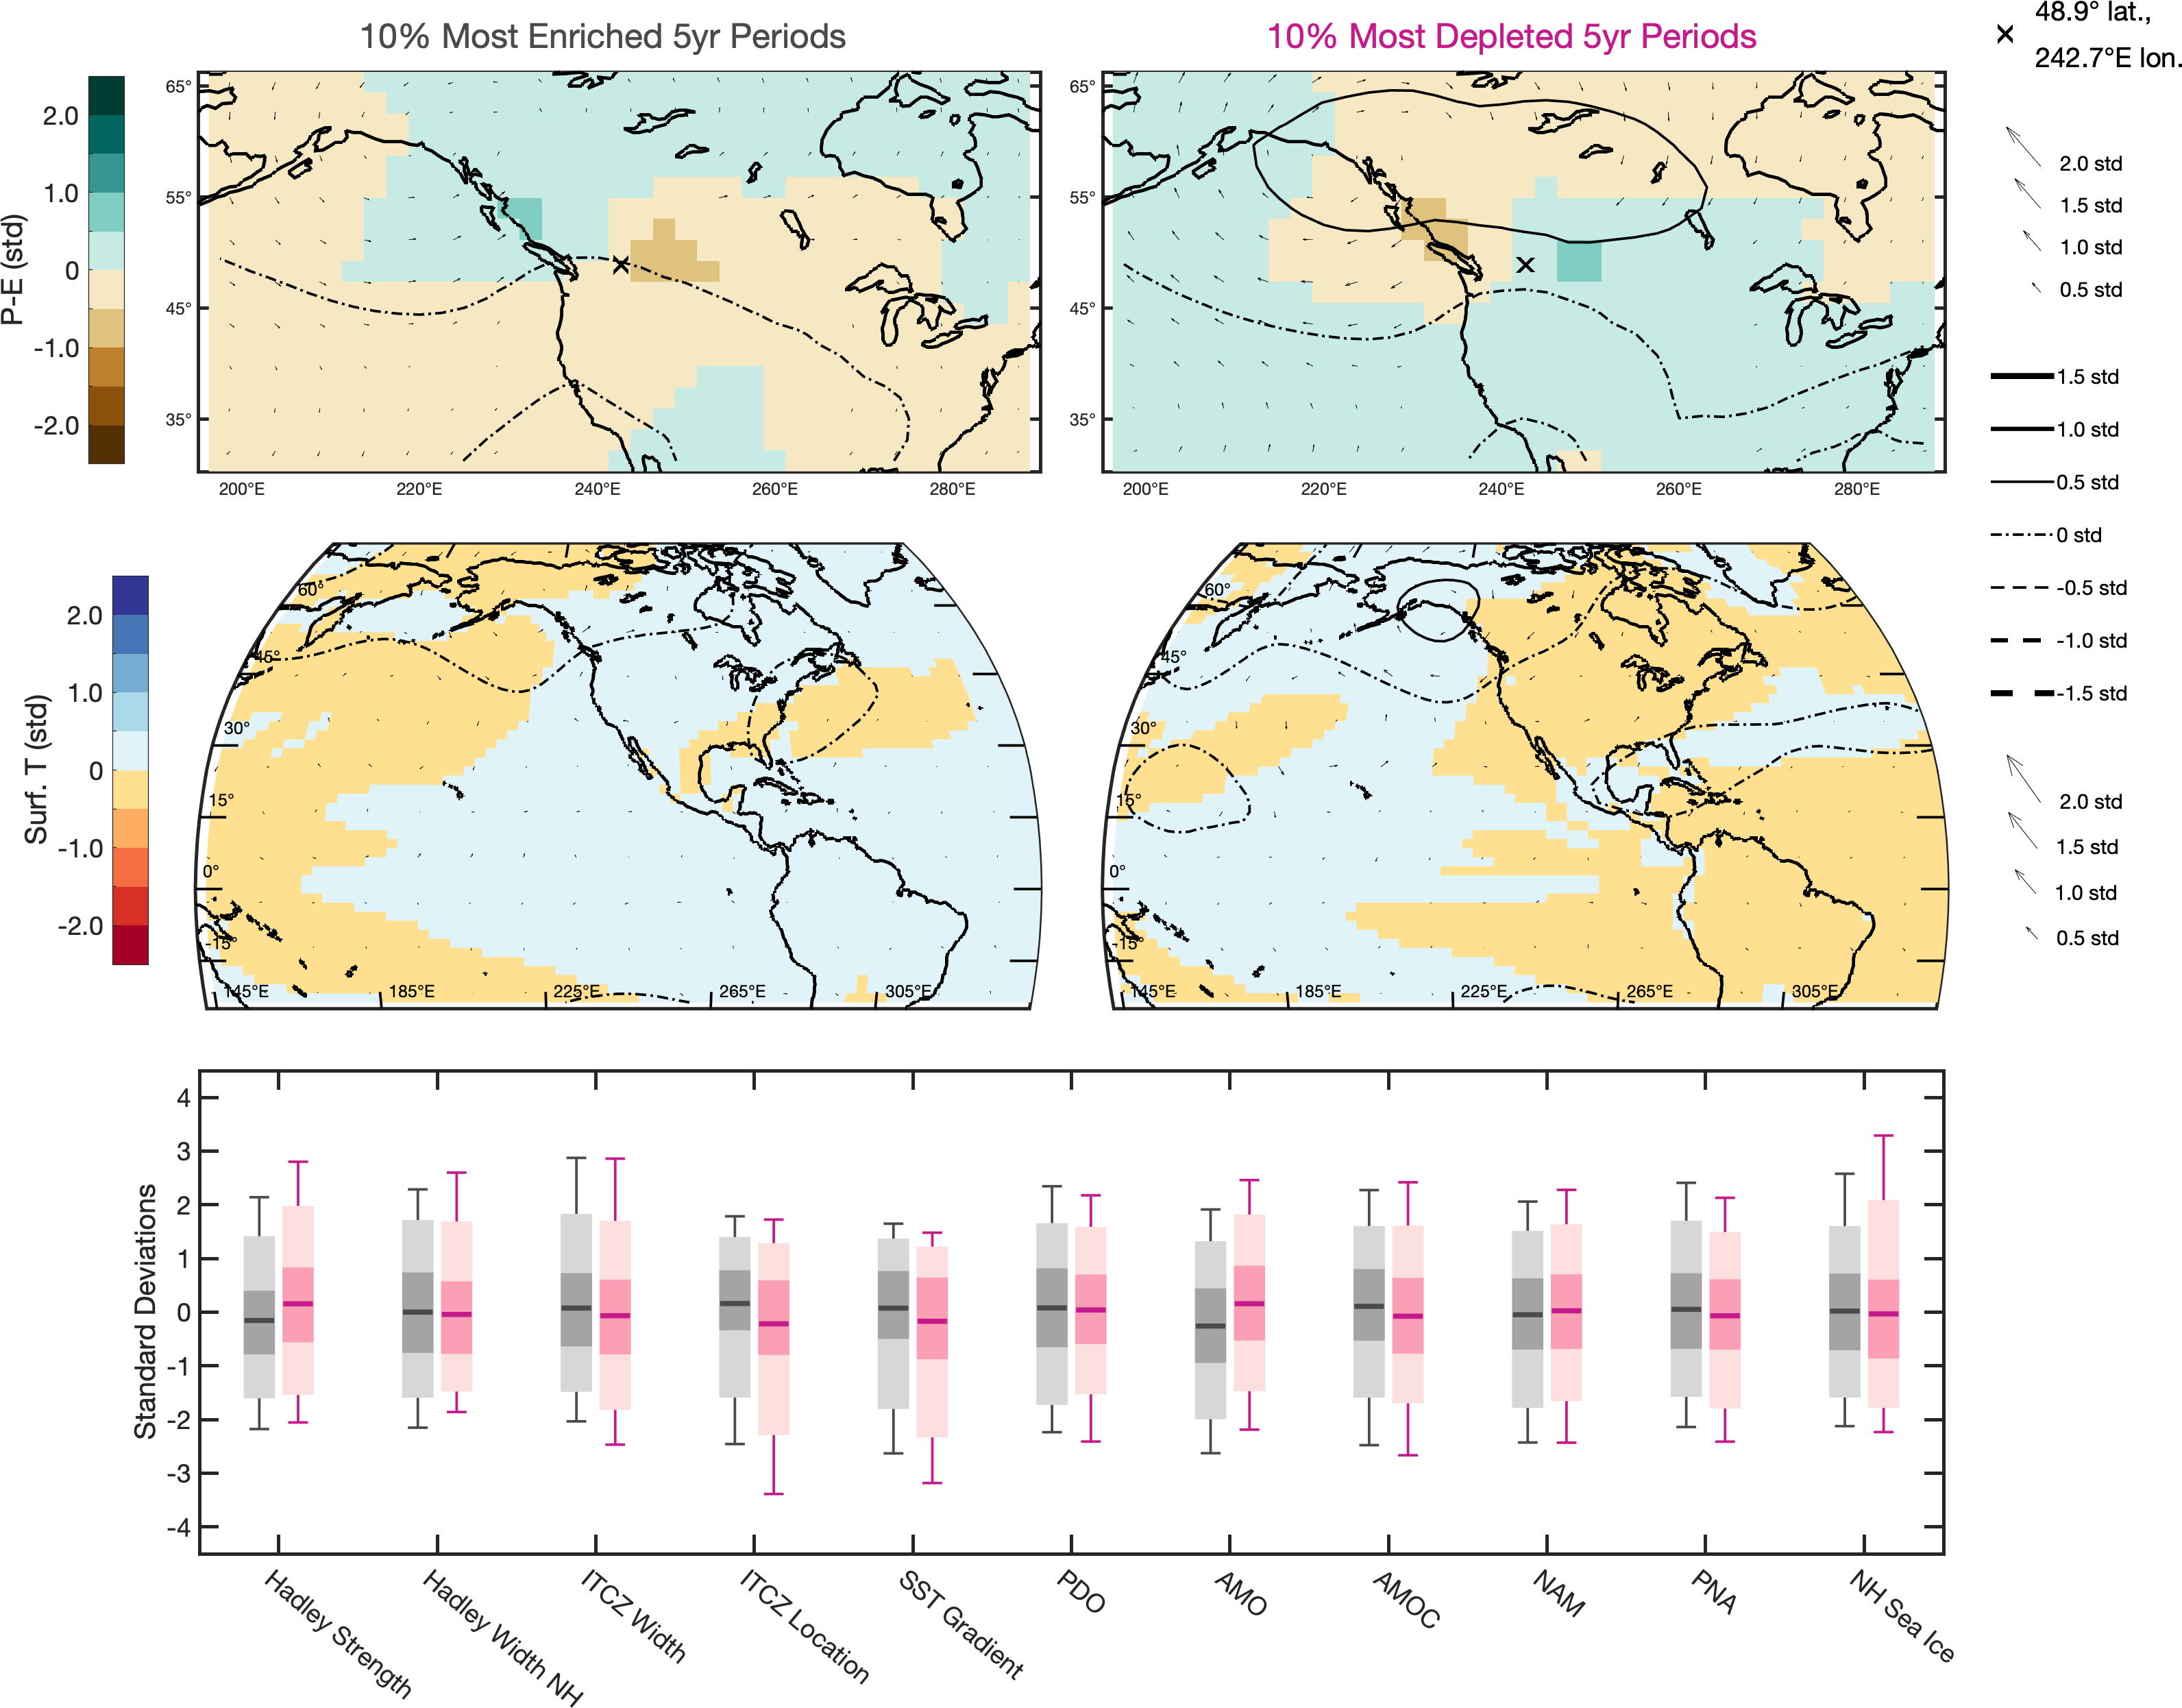 10% Most Enriched 5yr Periods
10% Most Depleted 5yr Periods
48.9° lat.,
242.7°E lon.
P-E (std)
2.0
1.0
0
-1.0
-2.0
65°
55°
45°
35°
200°E
220°E
240°E
260°E
280°E
65°
55°
45°
35°
200°E
220°E
240°E
260°E
280°E
2.0 std
1.5 std
1.0 std
0.5 std
1.5 std
1.0 std
0.5 std
0 std
-0.5 std
-1.0 std
-1.5 std
Surf. T (std)
2.0
1.0
0
-1.0
-2.0
60°
45°
30°
15°
0°
-15°
145°E
185°E
225°E
265°E
305°E
60°
45°
30°
15°
0°
-15°
145°E
185°E
225°E
265°E
305°E
2.0 std
1.5 std
1.0 std
0.5 std
Standard Deviations
4
3
2
1
0
-1
-2
-3
-4
Hadley Strength
Hadley Width NH
ITCZ Width
ITCZ Location
SST Gradient
PDO
AMO
AMOC
NAM
PNA
NH Sea Ice